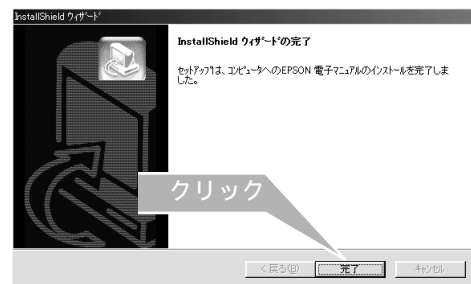 InstallShield ウィザード
InstallShield ウィザードの完了
セットアップは、コンピュータへのEPSON 電子マニュアルのインストールを完了しま
した。
クリック
< 戻る(B)
完了
キャンセル